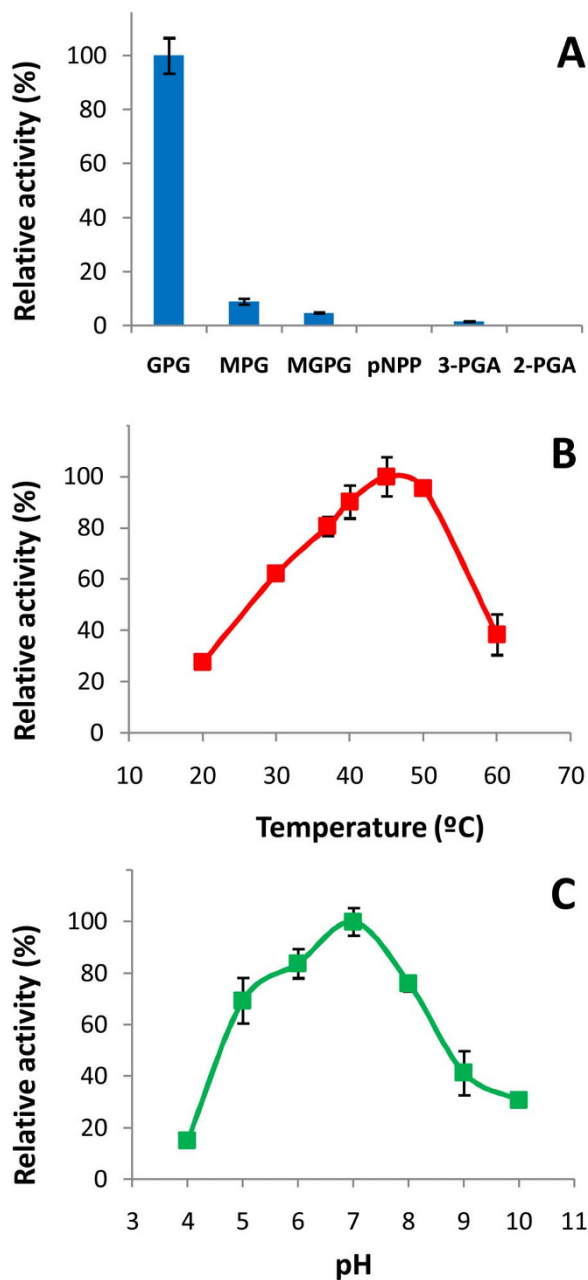 A
Relative activity (%)
100
80
60
40
20
0
GPG MPG MGPG pNPP 3-PGA 2-PGA
B
Relative activity (%)
100
80
60
40
20
0
10 20 30 40 50 60 70
Temperature (ºC)
C
Relative activity (%)
100
80
60
40
20
0
3 4 5 6 7 8 9 10 11
pH